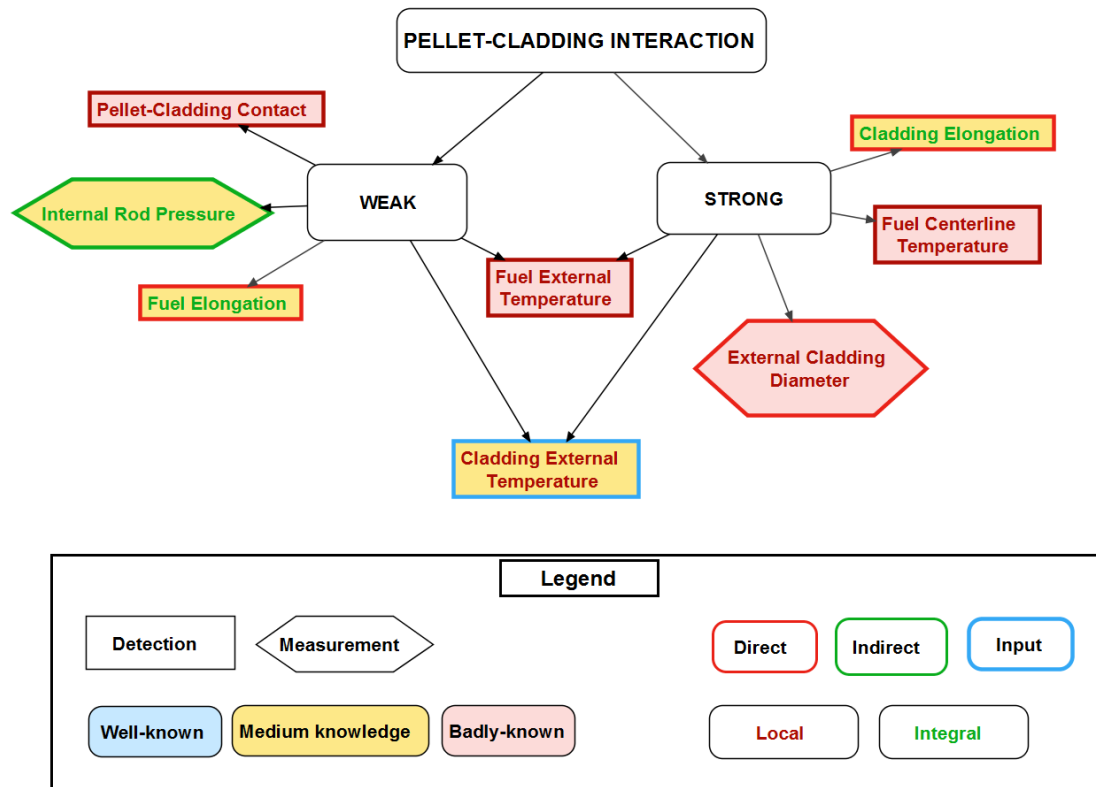 PELLET-CLADDING INTERACTION
Pellet-Cladding Contact
Cladding Elongation
WEAK
STRONG
Internal Rod Pressure
Fuel Centerline
Temperature
Fuel External
Temperature
Fuel Elongation
External Cladding
Diameter
Cladding External
Temperature
Legend
Detection
Measurement
Direct
Indirect
Input
Well-known
Medium knowledge
Badly-known
Local
Integral